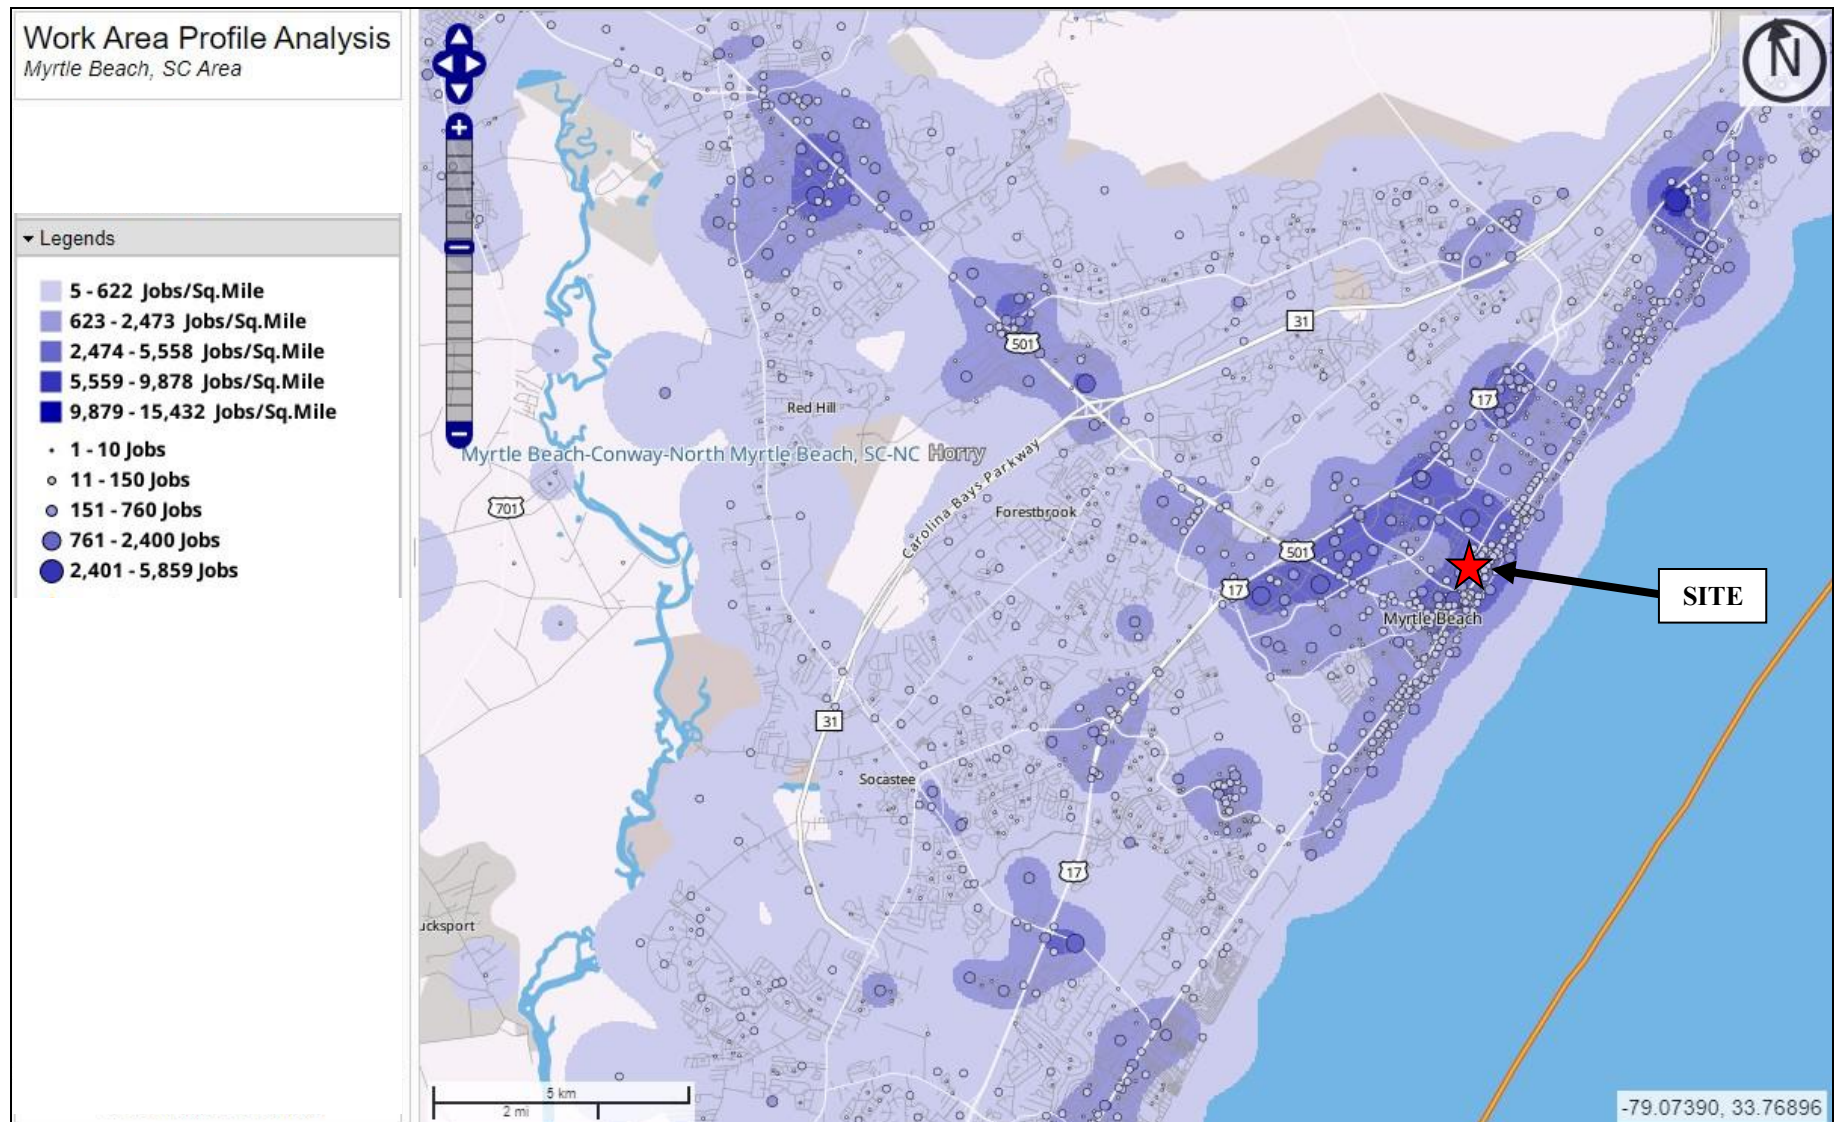 Work Area Profile Analysis
Myrtle Beach, SC Area
Legends
5 - 622 Jobs/Sq.Mile
623 - 2,473 Jobs/Sq.Mile
2,474 - 5,558 Jobs/Sq.Mile
5,559 - 9,878 Jobs/Sq.Mile
9,879 - 15,432 Jobs/Sq.Mile
1 - 10 Jobs
11 - 150 Jobs
151 - 760 Jobs
761 - 2,400 Jobs
2,401 - 5,859 Jobs
N
31
501
17
Red Hill
Myrtle Beach-Conway-North Myrtle Beach, SC-NC Horry
Carolina Bays Parkway
701
Forestbrook
501
17
SITE
Myrtle Beach
31
Socastee
17
ucksport
5 km
2 mi
-79.07390, 33.76896